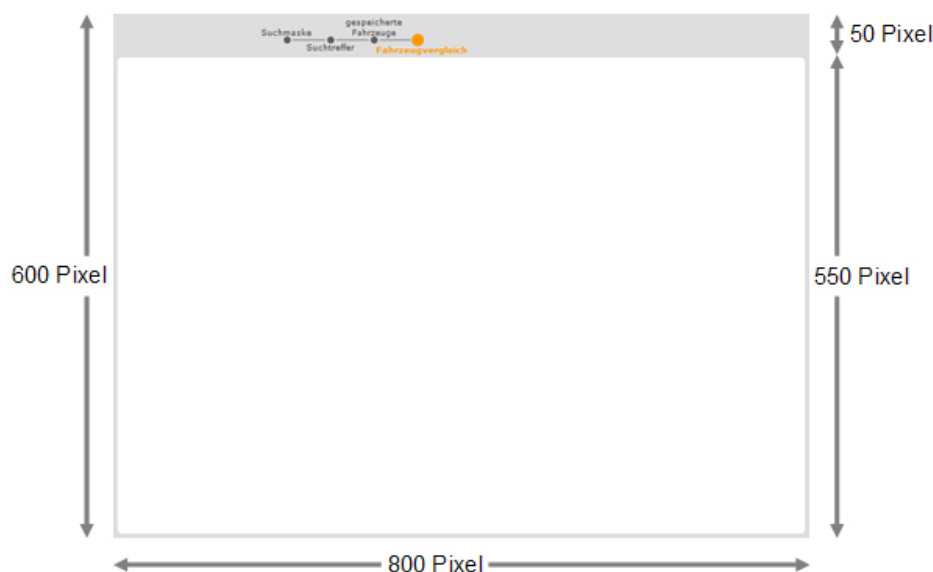 gespeicherte
Suchmaske Fahrzeuge
Suchtreffer Fahrzeugvergleich
50 Pixel
600 Pixel
550 Pixel
800 Pixel